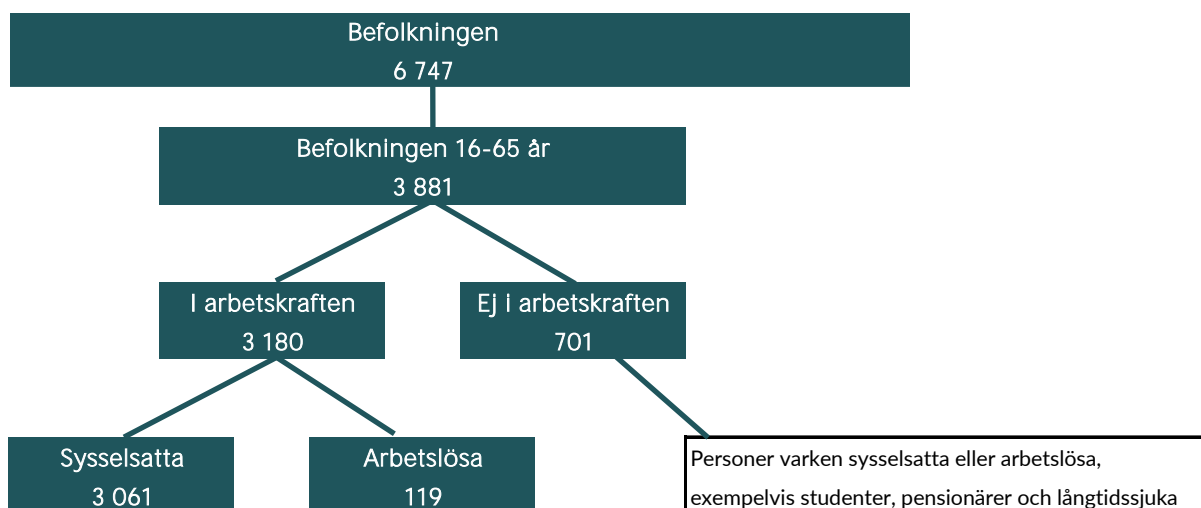 Befolkningen
6 747
Befolkningen 16-65 år
3 881
I arbetskraften
3 180
Ej i arbetskraften
701
Sysselsatta
3 061
Arbetslösa
119
Personer varken sysselsatta eller arbetslösa,
exempelvis studenter, pensionärer och långtidssjuka